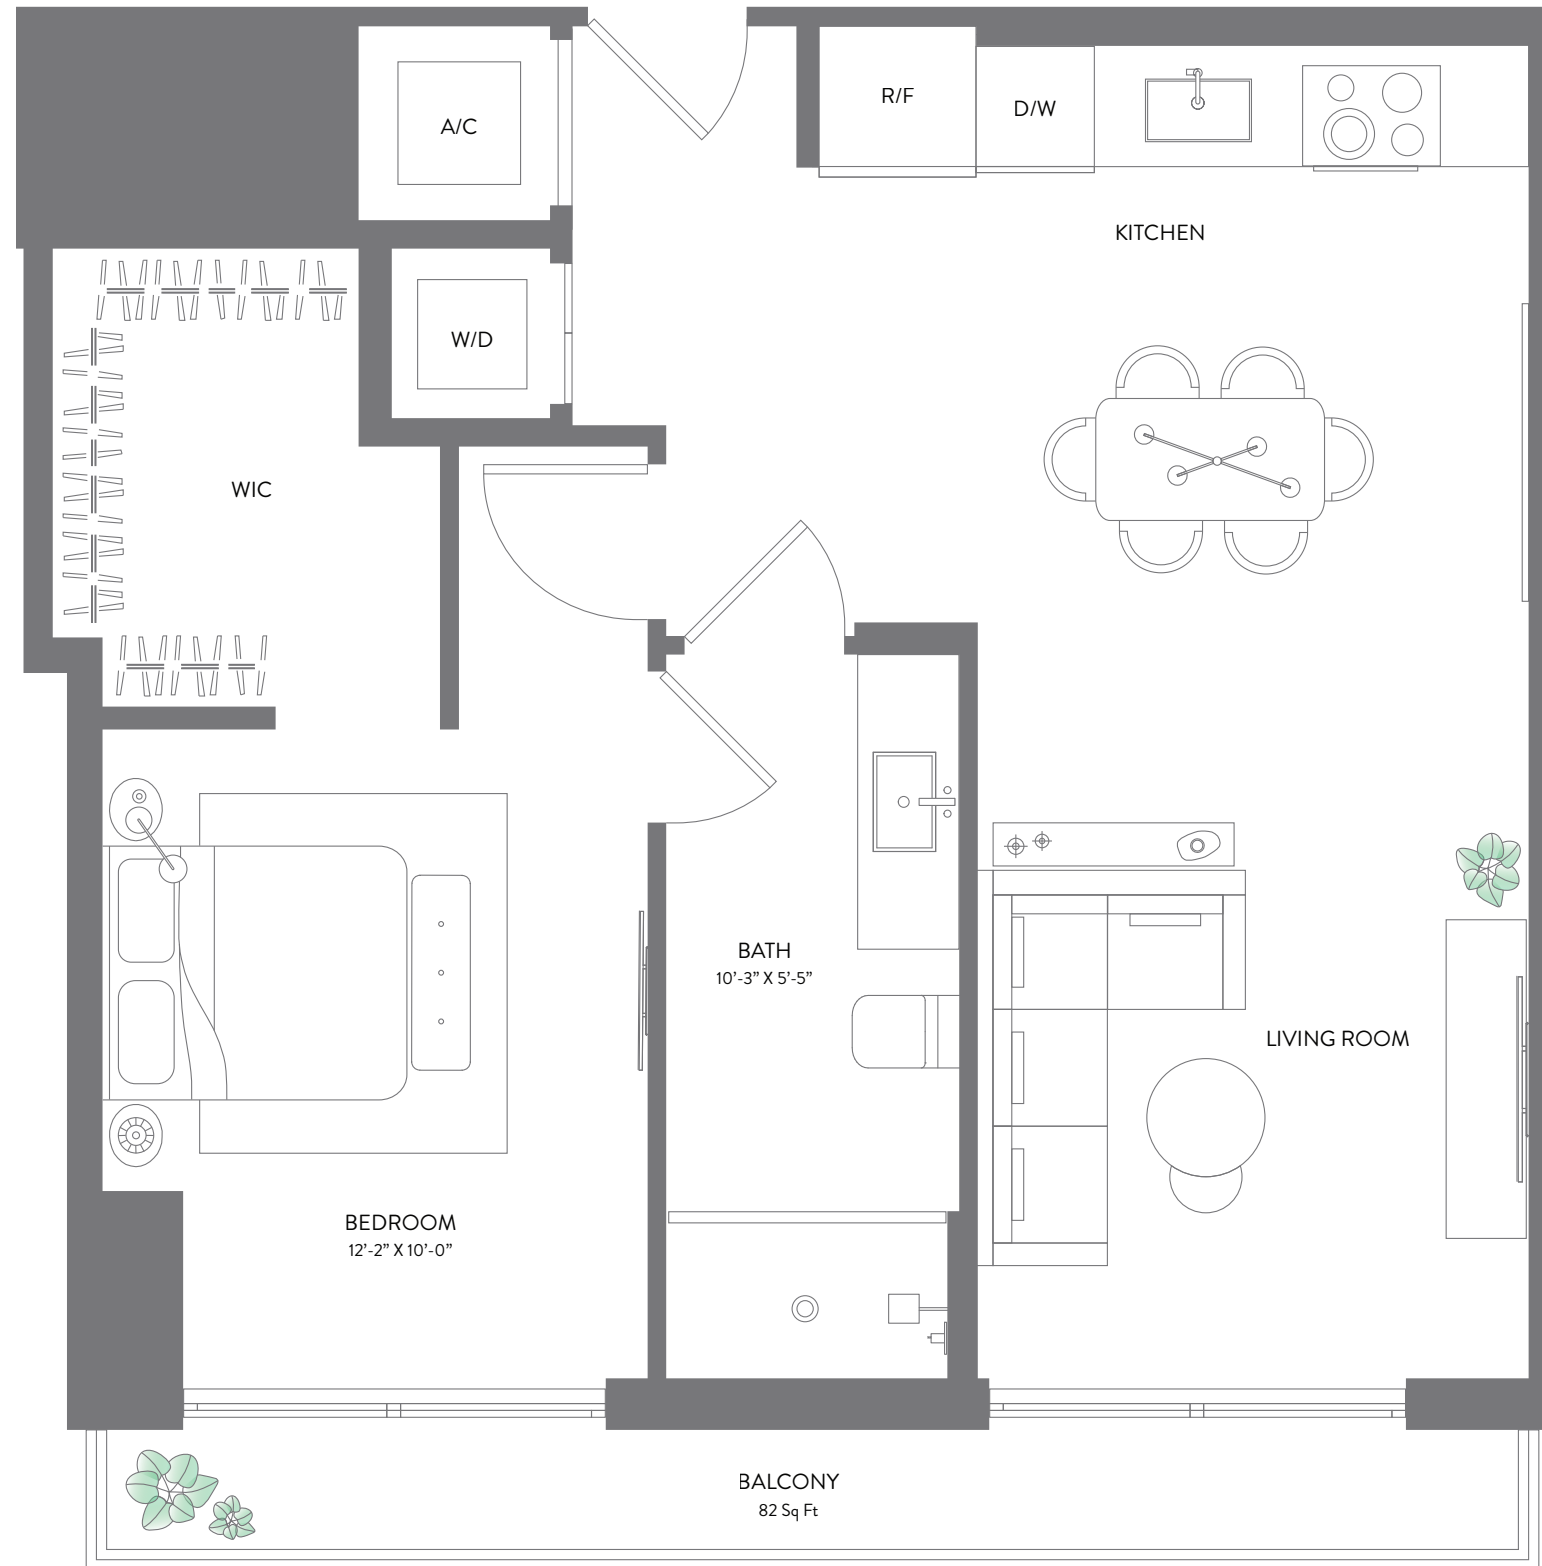 A/C
R/F
D/W
KITCHEN
W/D
WIC
BATH
10’-3” X 5’-5”
LIVING ROOM
BEDROOM
12’-2” X 10’-0”
BALCONY
82 Sq Ft